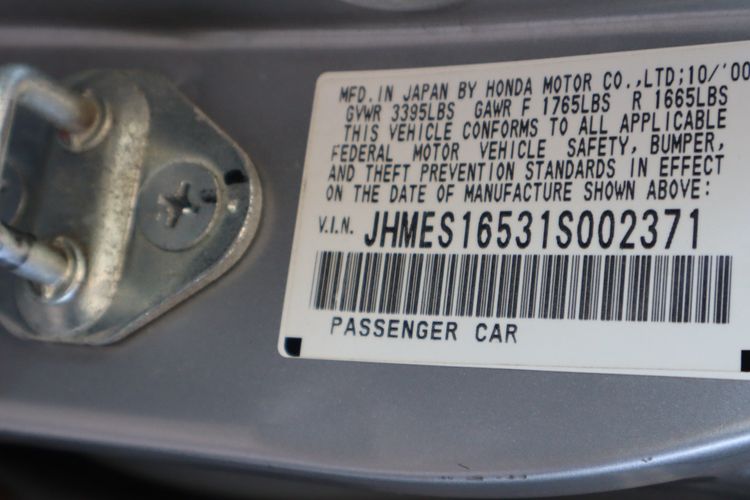 MFD.IN JAPAN BY HONDA MOTOR CO.,LTD;10/'00
GVWR 3395LBS GAWR F 1765LBS R 1665LBS
THIS VEHICLE CONFORMS TO ALL APPLICABLE
FEDERAL MOTOR VEHICLE SAFETY, BUMPER,
AND THEFT PREVENTION STANDARDS IN EFFECT
ON THE DATE OF MANUFACTURE SHOWN ABOVE:
V.I.N. JHMES16531S002371
PASSENGER CAR